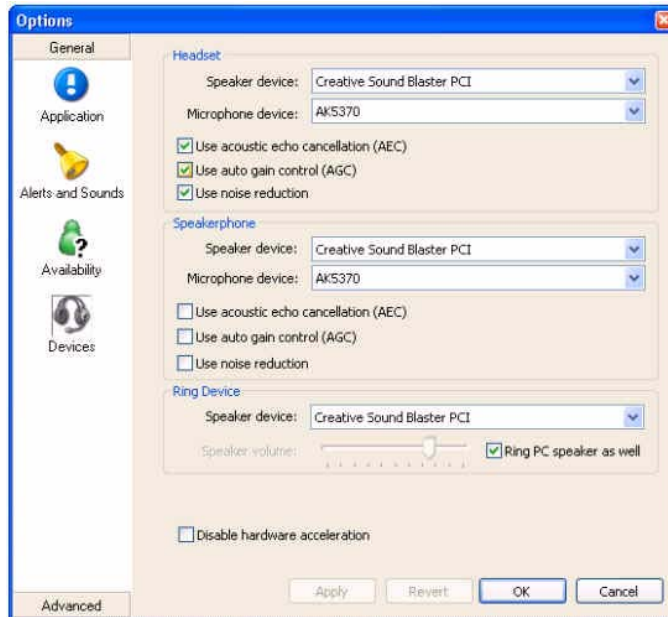 Options
General
Application
Alerts and Sounds
Availability
Devices
Advanced
Headset
Speaker device: Creative Sound Blaster PCI
Microphone device: AK5370
Use acoustic echo cancellation (AEC)
Use auto gain control (AGC)
Use noise reduction
Speakerphone
Speaker device: Creative Sound Blaster PCI
Microphone device: AK5370
Use acoustic echo cancellation (AEC)
Use auto gain control (AGC)
Use noise reduction
Ring Device
Speaker device: Creative Sound Blaster PCI
Speaker volume: Ring PC speaker as well
Disable hardware acceleration
Apply Revert OK Cancel